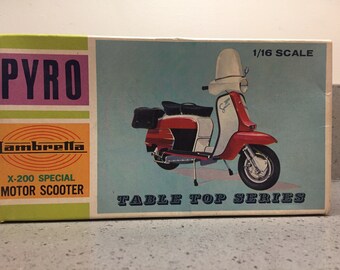 PYRO
1/16 SCALE
Lambretta
X-200 SPECIAL
MOTOR SCOOTER
TABLE TOP SERIES